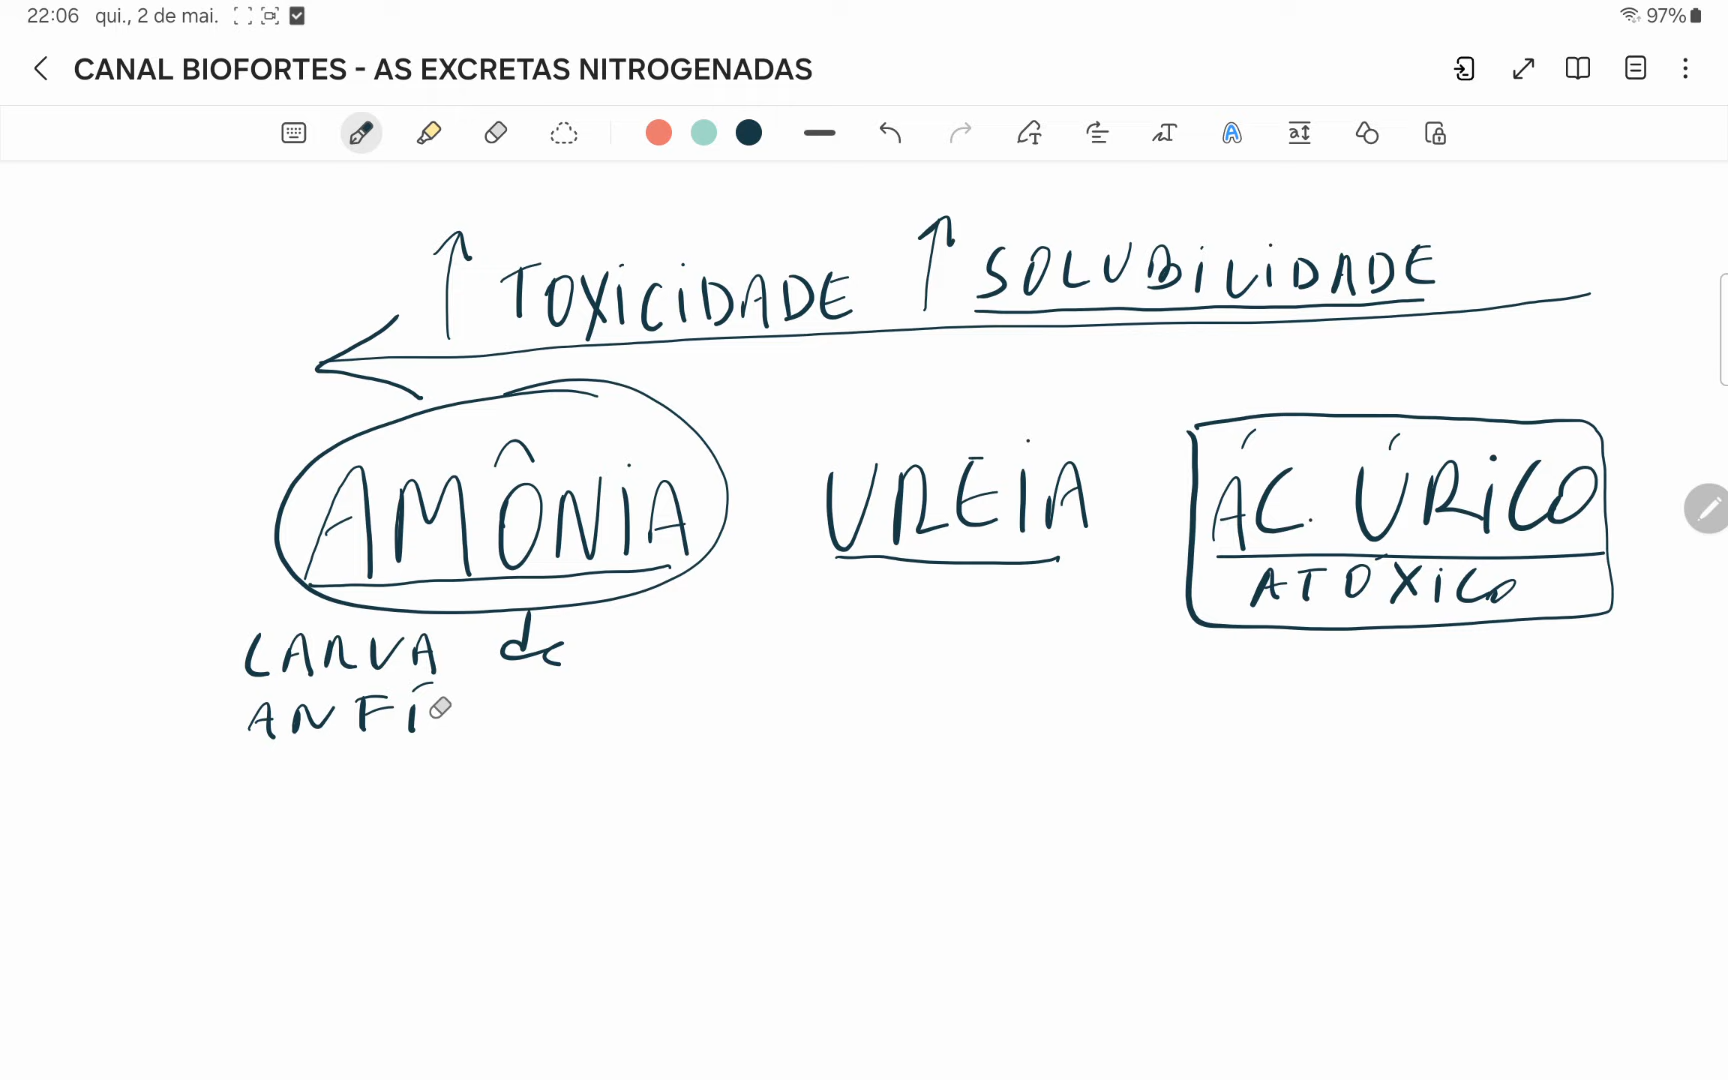 22:06 qui., 2 de mai. 97%
CANAL BIOFORTES - AS EXCRETAS NITROGENADAS
↑ TOXICIDADE ↑ SOLUBILIDADE
AMÔNIA UREIA ÁC. ÚRICO
ATÓXICO
LARVA de
ANFÍ